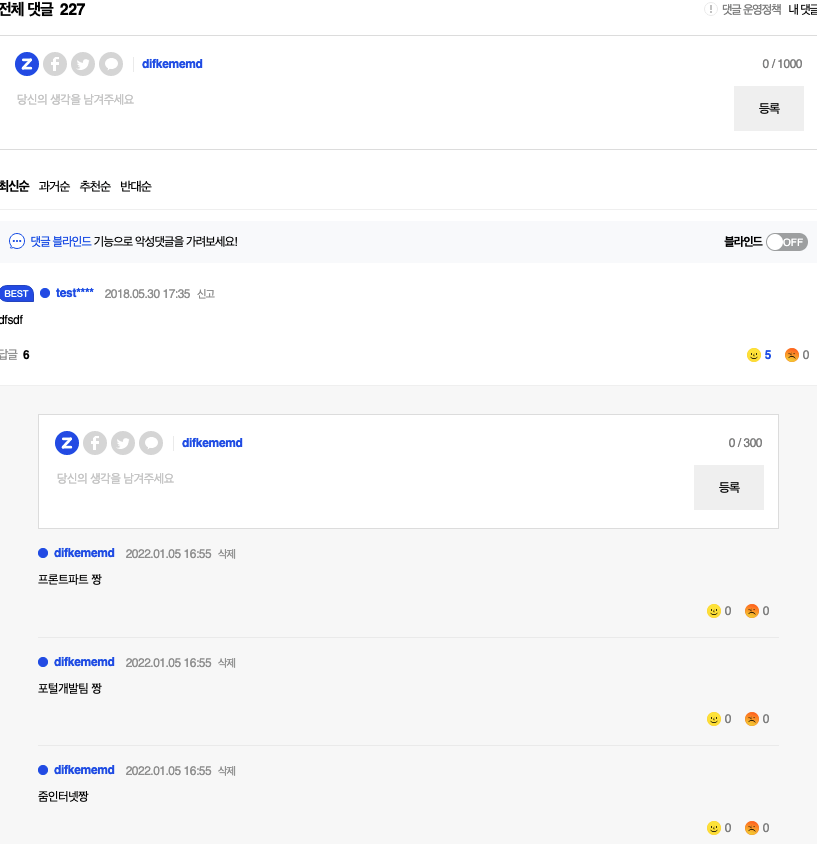 전체 댓글 227
! 댓글 운영정책 내 댓글
Z f difkememd 0 / 1000
당신의 생각을 남겨주세요
등록
최신순 과거순 추천순 반대순
댓글 블라인드 기능으로 악성댓글을 가려보세요! 블라인드 OFF
BEST test**** 2018.05.30 17:35 신고
dfsdf
답글 6 5 0
Z f difkememd 0 / 300
당신의 생각을 남겨주세요
등록
difkememd 2022.01.05 16:55 삭제
프론트파트 짱
0 0
difkememd 2022.01.05 16:55 삭제
포털개발팀 짱
0 0
difkememd 2022.01.05 16:55 삭제
줌인터넷짱
0 0